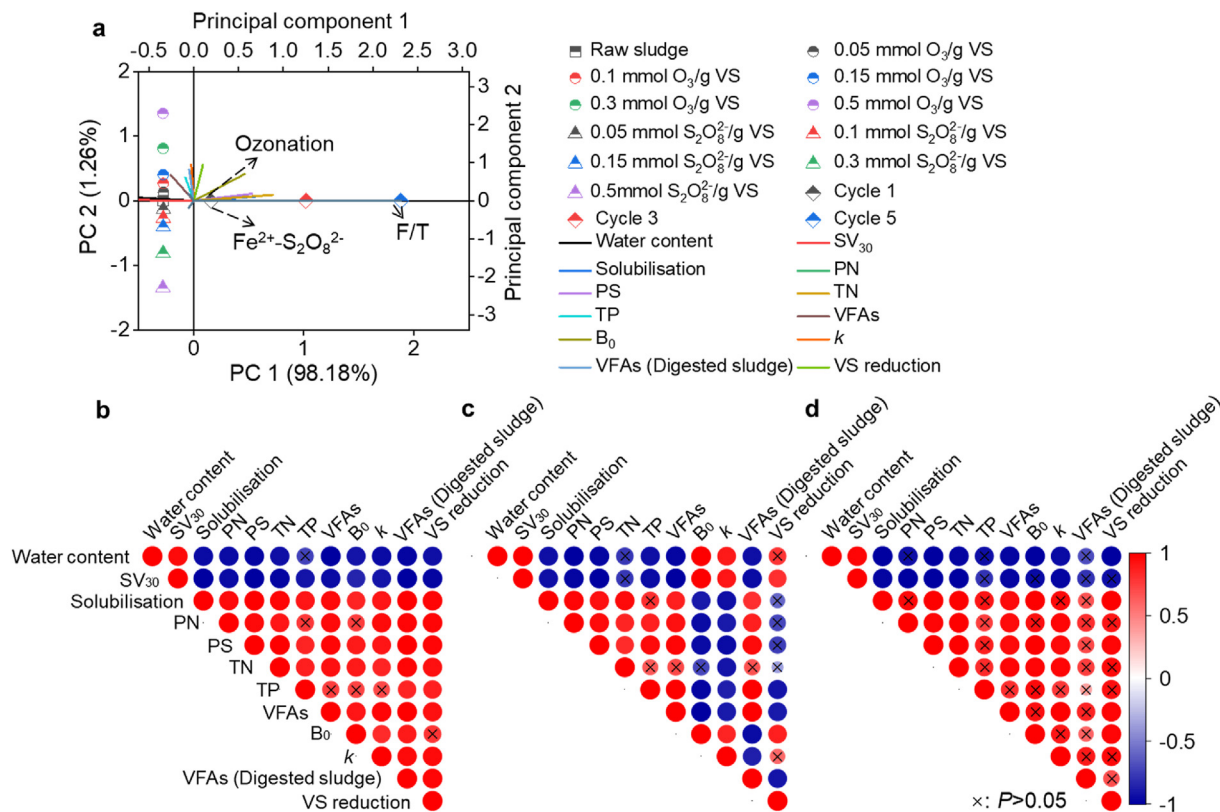 a
Principal component 1
-0.5 0.0 0.5 1.0 1.5 2.0 2.5 3.0
2
1
0
-1
-2
PC 2 (1.26%)
3
2
1
0
-1
-2
-3
Principal component 2
Ozonation
Fe²⁺-S₂O₈²⁻
F/T
0 1 2
PC 1 (98.18%)
Raw sludge
0.05 mmol O₃/g VS
0.1 mmol O₃/g VS
0.15 mmol O₃/g VS
0.3 mmol O₃/g VS
0.5 mmol O₃/g VS
0.05 mmol S₂O₈²⁻/g VS
0.1 mmol S₂O₈²⁻/g VS
0.15 mmol S₂O₈²⁻/g VS
0.3 mmol S₂O₈²⁻/g VS
0.5mmol S₂O₈²⁻/g VS
Cycle 1
Cycle 3
Cycle 5
Water content
SV₃₀
Solubilisation
PN
PS
TN
TP
VFAs
B₀
k
VFAs (Digested sludge)
VS reduction
b
Water content
SV₃₀
Solubilisation
PN
PS
TN
TP
VFAs
B₀
k
VFAs (Digested sludge)
VS reduction
Water content
SV₃₀
Solubilisation
PN
PS
TN
TP
VFAs
B₀
k
VFAs (Digested sludge)
VS reduction
c
Water content
SV₃₀
Solubilisation
PN
PS
TN
TP
VFAs
B₀
k
VFAs (Digested sludge)
VS reduction
d
Water content
SV₃₀
Solubilisation
PN
PS
TN
TP
VFAs
B₀
k
VFAs (Digested sludge)
VS reduction
×: P>0.05
1
0.5
0
-0.5
-1